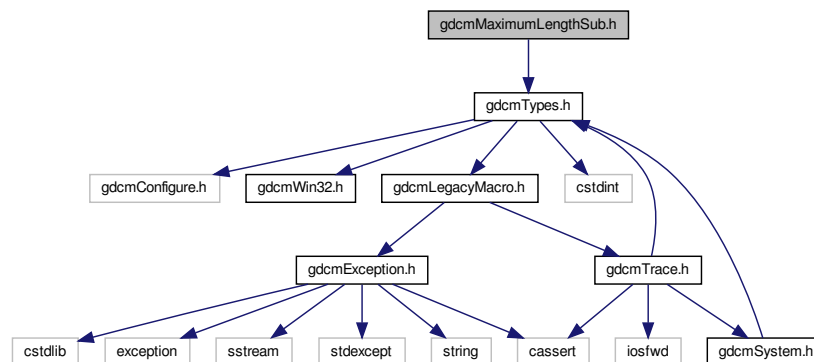 gdcmMaximumLengthSub.h
gdcmTypes.h
gdcmConfigure.h
gdcmWin32.h
gdcmLegacyMacro.h
cstdint
gdcmException.h
gdcmTrace.h
cstdlib
exception
sstream
stdexcept
string
cassert
iosfwd
gdcmSystem.h